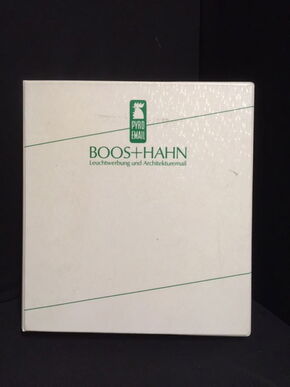 PYRO
EMAIL
BOOS+HAHN
Leuchtwerbung und Architekturemail